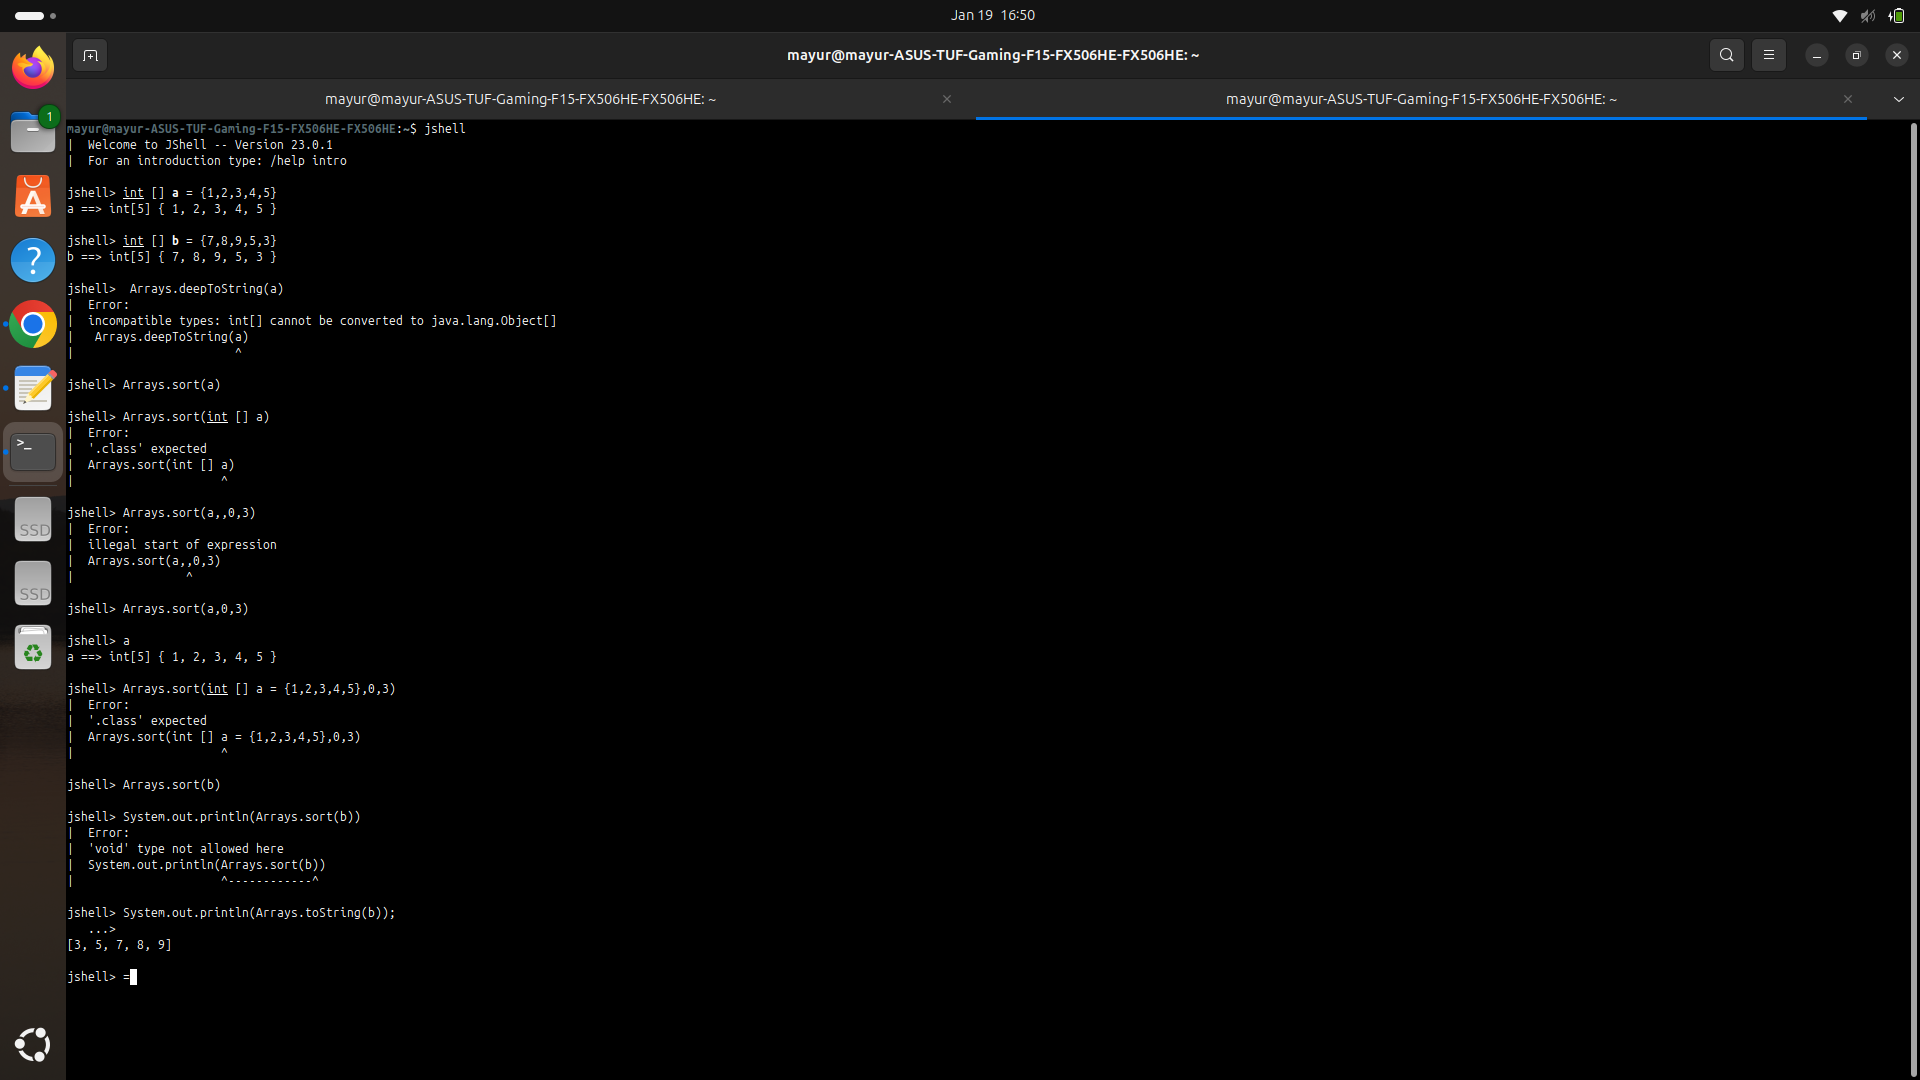 Jan 19  16:50
mayur@mayur-ASUS-TUF-Gaming-F15-FX506HE-FX506HE: ~
mayur@mayur-ASUS-TUF-Gaming-F15-FX506HE-FX506HE: ~
mayur@mayur-ASUS-TUF-Gaming-F15-FX506HE-FX506HE: ~
1
SSD
SSD
mayur@mayur-ASUS-TUF-Gaming-F15-FX506HE-FX506HE:~$ jshell
|  Welcome to JShell -- Version 23.0.1
|  For an introduction type: /help intro
jshell> int [] a = {1,2,3,4,5}
a ==> int[5] { 1, 2, 3, 4, 5 }
jshell> int [] b = {7,8,9,5,3}
b ==> int[5] { 7, 8, 9, 5, 3 }
jshell>  Arrays.deepToString(a)
|  Error:
|  incompatible types: int[] cannot be converted to java.lang.Object[]
|   Arrays.deepToString(a)
|                       ^
jshell> Arrays.sort(a)
jshell> Arrays.sort(int [] a)
|  Error:
|  '.class' expected
|  Arrays.sort(int [] a)
|                     ^
jshell> Arrays.sort(a,,0,3)
|  Error:
|  illegal start of expression
|  Arrays.sort(a,,0,3)
|                ^
jshell> Arrays.sort(a,0,3)
jshell> a
a ==> int[5] { 1, 2, 3, 4, 5 }
jshell> Arrays.sort(int [] a = {1,2,3,4,5},0,3)
|  Error:
|  '.class' expected
|  Arrays.sort(int [] a = {1,2,3,4,5},0,3)
|                     ^
jshell> Arrays.sort(b)
jshell> System.out.println(Arrays.sort(b))
|  Error:
|  'void' type not allowed here
|  System.out.println(Arrays.sort(b))
|                     ^------------^
jshell> System.out.println(Arrays.toString(b));
   ...>
[3, 5, 7, 8, 9]
jshell> =